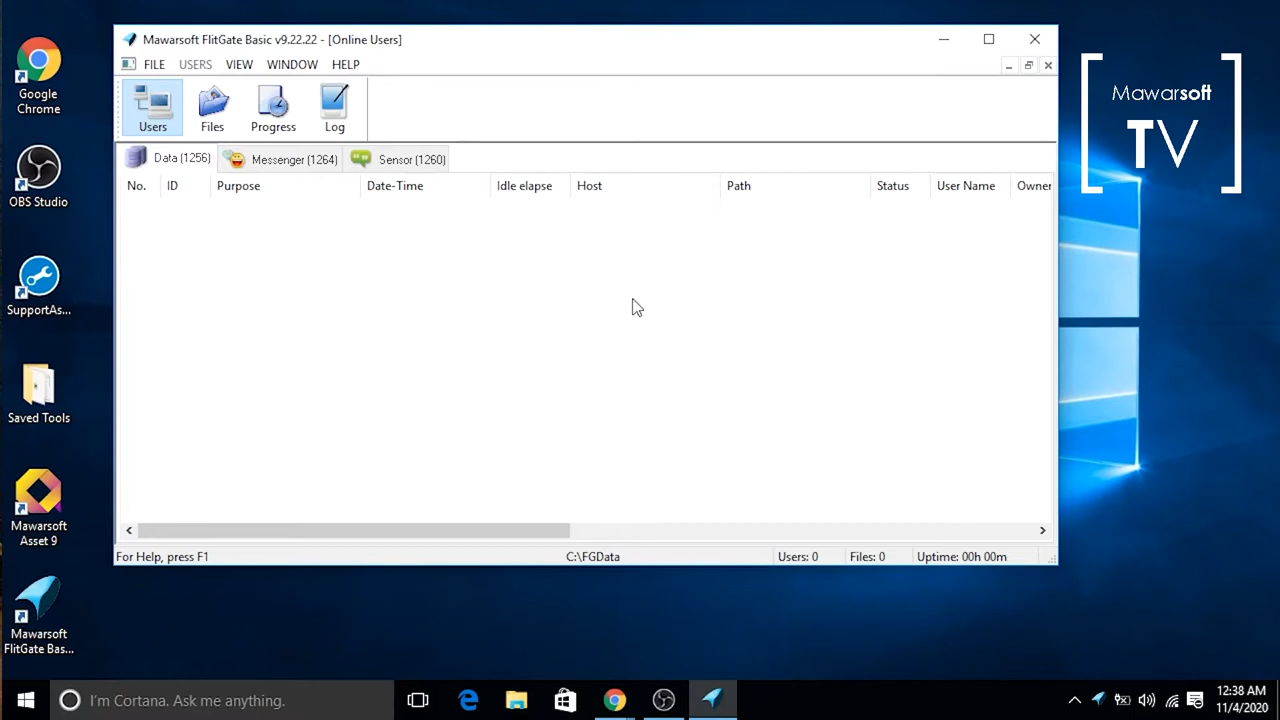 Mawarsoft FlitGate Basic v9.22.22 - [Online Users]
FILE USERS VIEW WINDOW HELP
Users Files Progress Log
Data (1256) Messenger (1264) Sensor (1260)
No. ID Purpose Date-Time Idle elapse Host Path Status User Name Owner
For Help, press F1 C:\FGData Users: 0 Files: 0 Uptime: 00h 00m
Google
Chrome
OBS Studio
SupportAs...
Saved Tools
Mawarsoft
Asset 9
Mawarsoft
FlitGate Bas...
Mawarsoft
TV
I'm Cortana. Ask me anything.
12:38 AM
11/4/2020